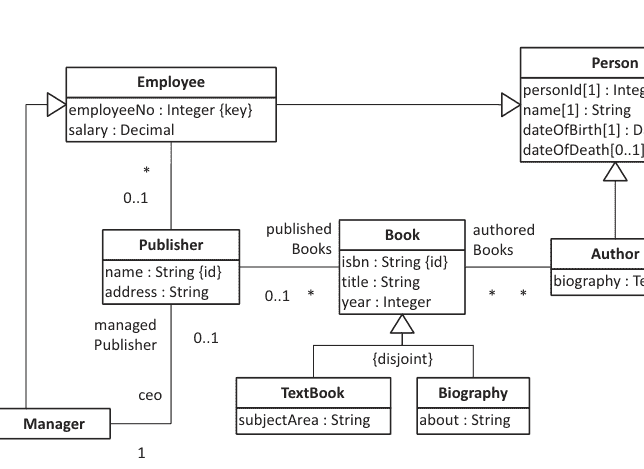 Employee
employeeNo : Integer {key}
salary : Decimal
Person
personId[1] :
name[1] : String
dateOfBirth[1] :
dateOfDeath[0..1]
*
0..1
Publisher
name : String {id}
address : String
published
Books
0..1 *
Book
isbn : String {id}
title : String
year : Integer
authored
Books
* *
Author
biography :
managed
Publisher
0..1
{disjoint}
TextBook
subjectArea : String
Biography
about : String
ceo
Manager
1